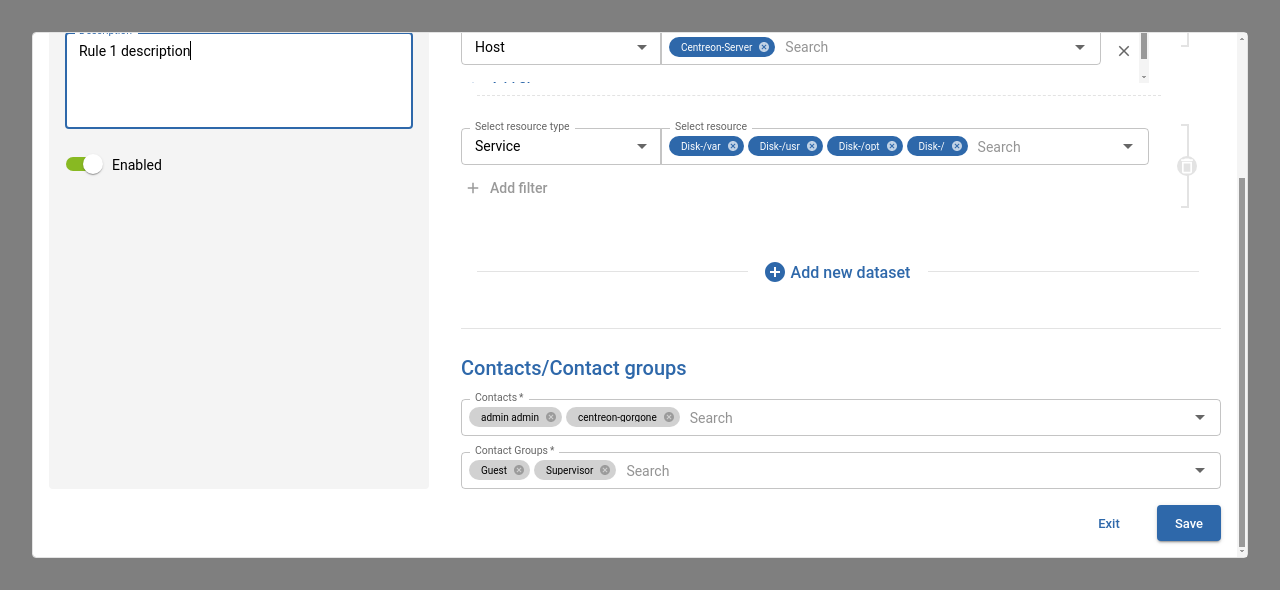 Rule 1 description
Enabled
Host
Centreon-Server
Search
Select resource type
Select resource
Service
Disk-/var
Disk-/usr
Disk-/opt
Disk-/
Search
Add filter
Add new dataset
Contacts/Contact groups
Contacts *
admin admin
centreon-gorgone
Search
Contact Groups *
Guest
Supervisor
Search
Exit
Save